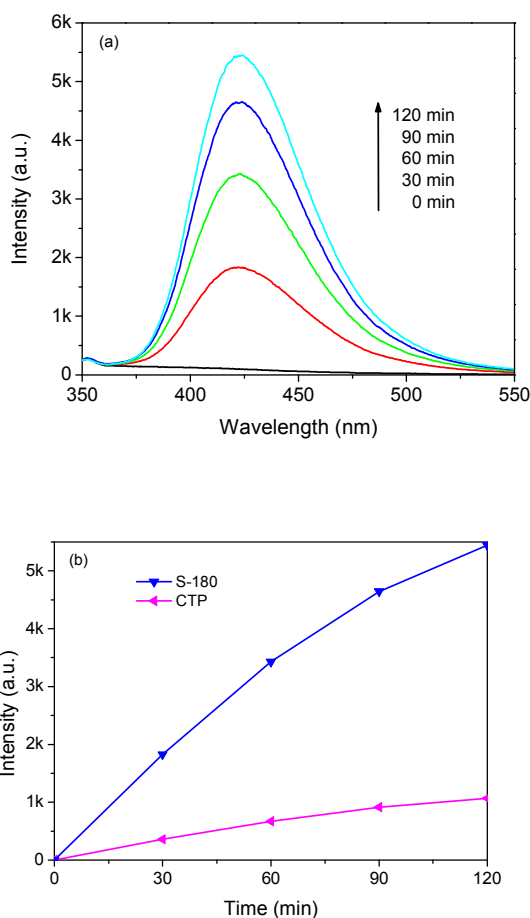 (a)
6k
5k
4k
3k
2k
1k
0
Intensity (a.u.)
120 min
90 min
60 min
30 min
0 min
350 400 450 500 550
Wavelength (nm)
(b)
S-180
CTP
5k
4k
3k
2k
1k
0
Intensity (a.u.)
0 30 60 90 120
Time (min)